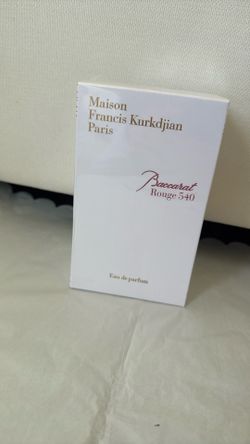 Maison
Francis Kurkdjian
Paris
Baccarat
Rouge 540
Eau de parfum